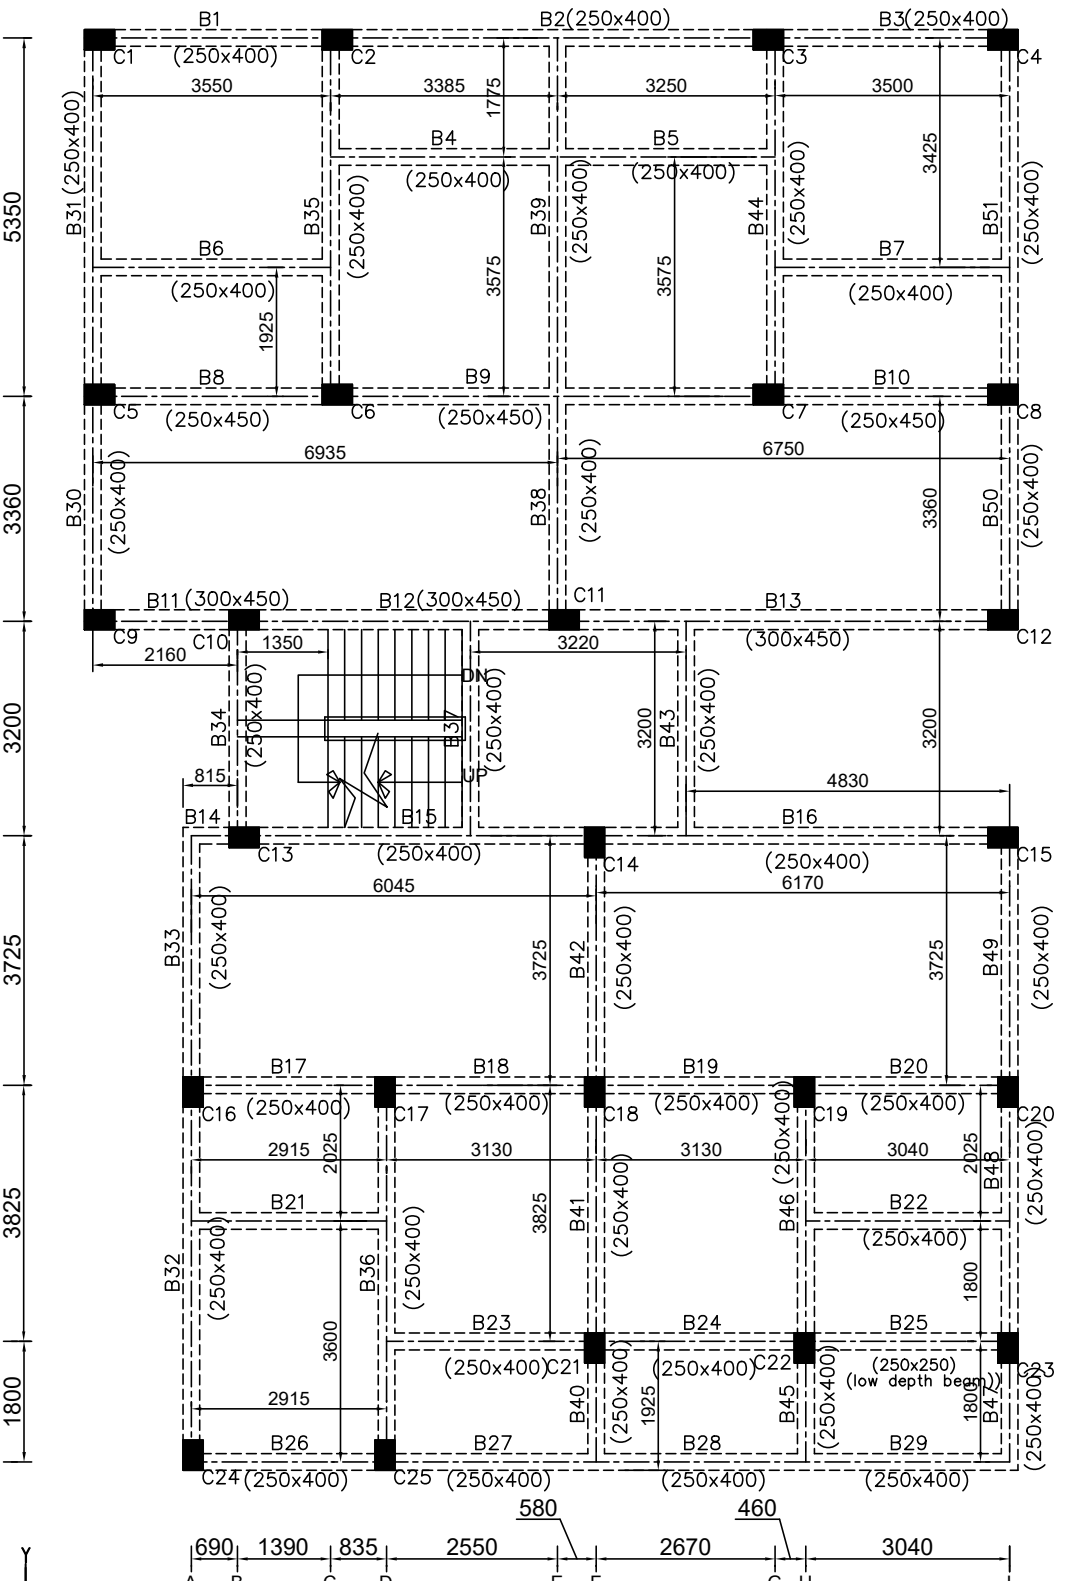 B1 B2(250x400) B3(250x400)
C1 (250x400) C2 C3 C4
3550 3385 1775 3250 3500
B31 (250x400)
B4 B5
(250x400) (250x400)
3425
5350
B35 (250x400) B39 (250x400) B44 (250x400) B51 (250x400)
B6 B7
(250x400) (250x400)
3575 3575
1925
B8 B9 B10
C5 (250x450) C6 (250x450) C7 (250x450) C8
6935 6750
3360
B30 (250x400) B38 (250x400) 3360 B50 (250x400)
B11(300x450) B12(300x450) C11 B13
C9 C10 (300x450) C12
2160 1350 3220
DN
3200
B34 (250x400) B37 (250x400) 3200 B43 (250x400) 3200
815 UP 4830
B14 B15 B16
C13 (250x400) C14 (250x400) C15
6045 6170
3725
B33 (250x400) 3725 B42 (250x400) 3725 B49 (250x400)
B17 B18 B19 B20
C16 (250x400) C17 (250x400) C18 (250x400) C19 (250x400) C20
2915 2025 3130 3130 (250x400) 3040 2025 B48 (250x400)
3825
B21 B22
(250x400)
B32 (250x400) B36 (250x400) 3825 B41 (250x400) B46 1800
3600
B23 B24 B25
(250x400) C21 (250x400) C22 (250x250) C23
(low depth beam)
1800
2915 B40 (250x400) 1925 B45 (250x400) 1800 B47 (250x400)
B26 B27 B28 B29
C24 (250x400) C25 (250x400) (250x400) (250x400)
580 460
690 1390 835 2550 2670 3040
Y